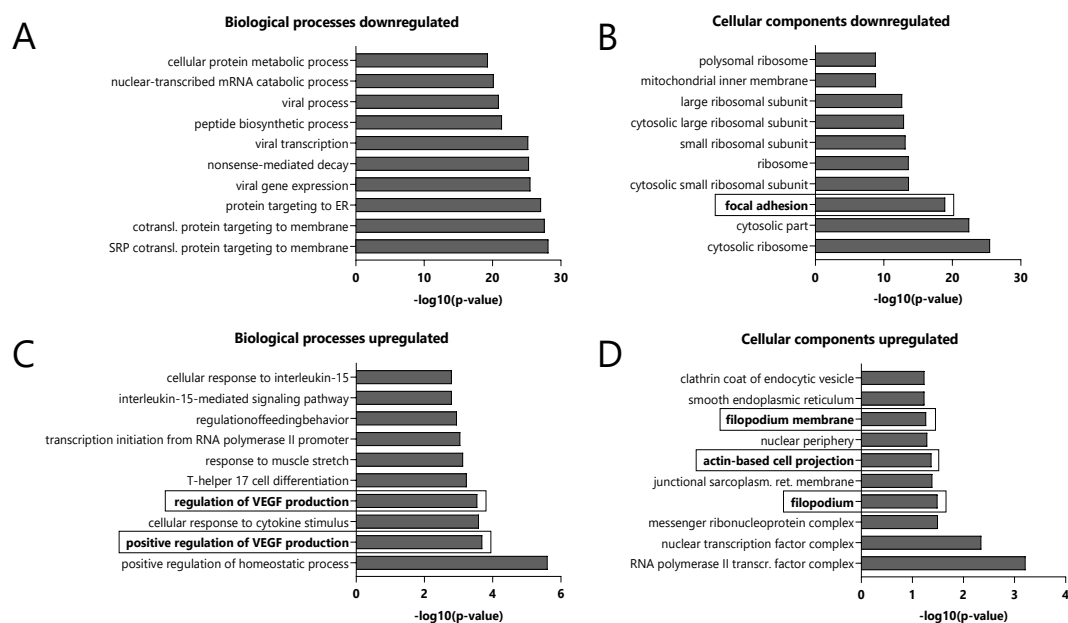 A
Biological processes downregulated
cellular protein metabolic process
nuclear-transcribed mRNA catabolic process
viral process
peptide biosynthetic process
viral transcription
nonsense-mediated decay
viral gene expression
protein targeting to ER
cotransl. protein targeting to membrane
SRP cotransl. protein targeting to membrane
0 10 20 30
-log10(p-value)
B
Cellular components downregulated
polysomal ribosome
mitochondrial inner membrane
large ribosomal subunit
cytosolic large ribosomal subunit
small ribosomal subunit
ribosome
cytosolic small ribosomal subunit
focal adhesion
cytosolic part
cytosolic ribosome
0 10 20 30
-log10(p-value)
C
Biological processes upregulated
cellular response to interleukin-15
interleukin-15-mediated signaling pathway
regulationoffeedingbehavior
transcription initiation from RNA polymerase II promoter
response to muscle stretch
T-helper 17 cell differentiation
regulation of VEGF production
cellular response to cytokine stimulus
positive regulation of VEGF production
positive regulation of homeostatic process
0 2 4 6
-log10(p-value)
D
Cellular components upregulated
clathrin coat of endocytic vesicle
smooth endoplasmic reticulum
filopodium membrane
nuclear periphery
actin-based cell projection
junctional sarcoplasm. ret. membrane
filopodium
messenger ribonucleoprotein complex
nuclear transcription factor complex
RNA polymerase II transcr. factor complex
0 1 2 3 4
-log10(p-value)